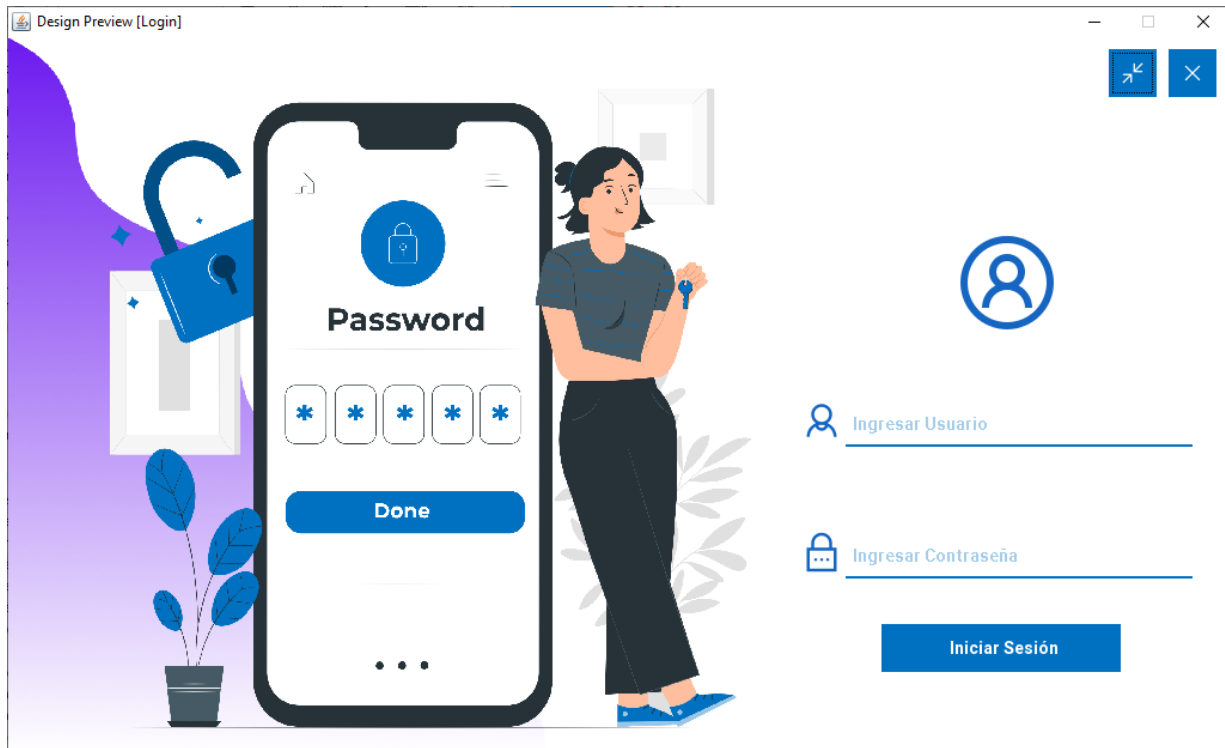 Design Preview [Login]
Password
* * * * *
Done
Ingresar Usuario
Ingresar Contraseña
Iniciar Sesión